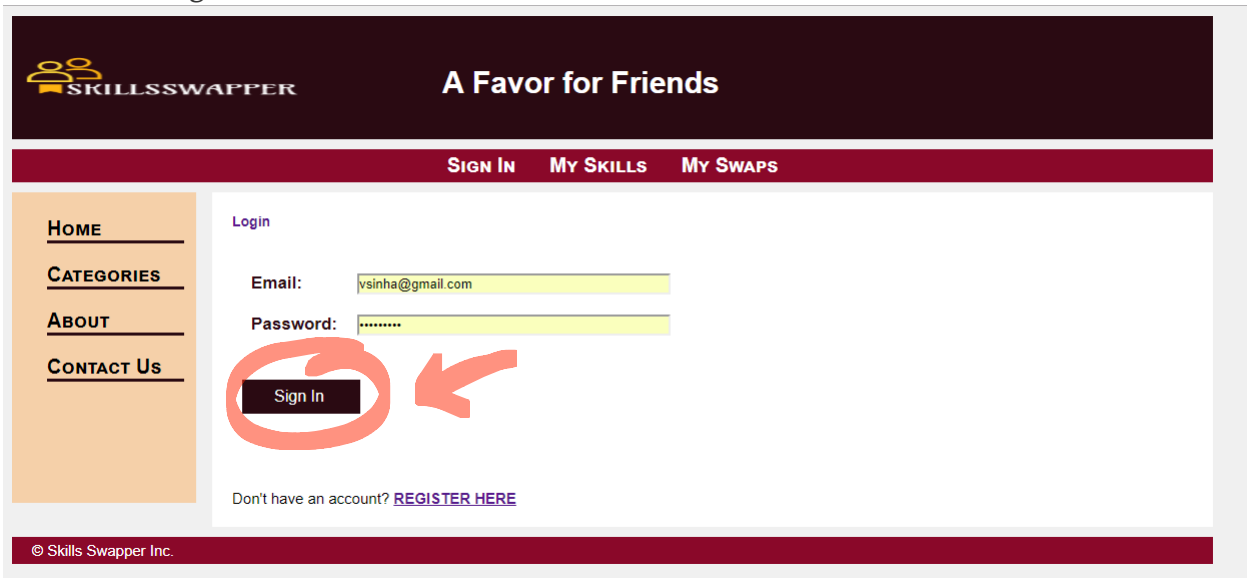 SKILLSSWAPPER
A Favor for Friends
SIGN IN MY SKILLS MY SWAPS
HOME
CATEGORIES
ABOUT
CONTACT US
Login
Email: vsinha@gmail.com
Password: •••••••••
Sign In
Don't have an account? REGISTER HERE
© Skills Swapper Inc.